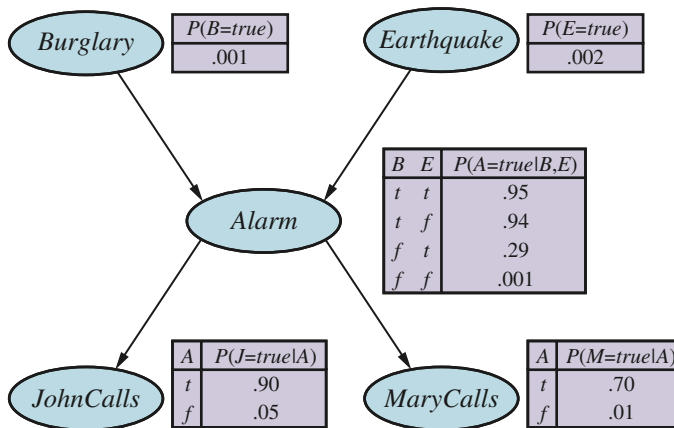 Burglary
P(B=true)
.001
Earthquake
P(E=true)
.002
Alarm
B E P(A=true|B,E)
t t .95
t f .94
f t .29
f f .001
JohnCalls
A P(J=true|A)
t .90
f .05
MaryCalls
A P(M=true|A)
t .70
f .01